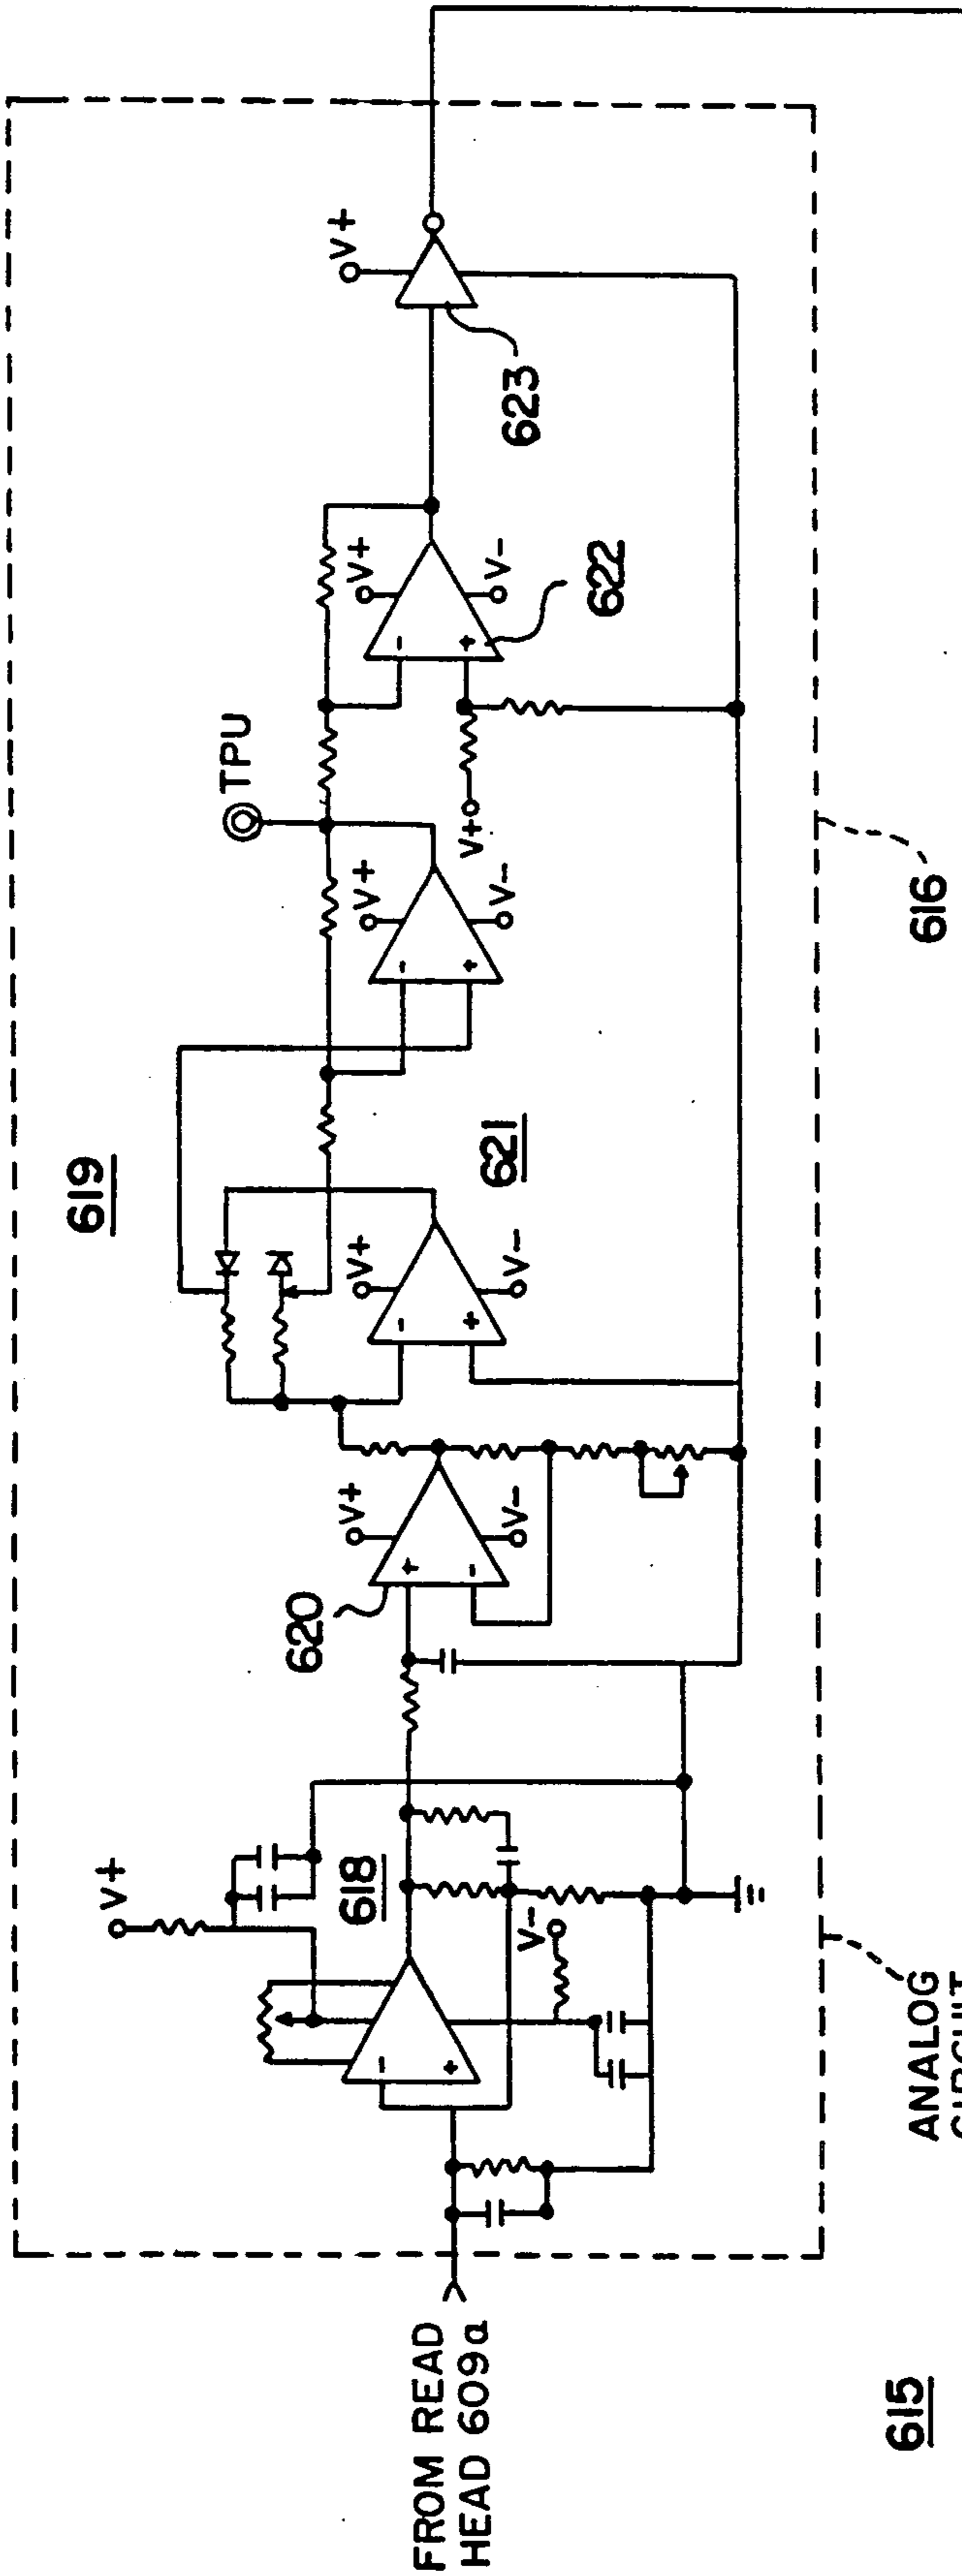 619
TPU
V+
V+
618
620
V+
V-
V+
V-
621
V+
V-
V+
V+
V-
622
V+
623
V-
-
+
+
-
-
+
-
+
-
+
FROM READ
HEAD 609a
615
ANALOG
616